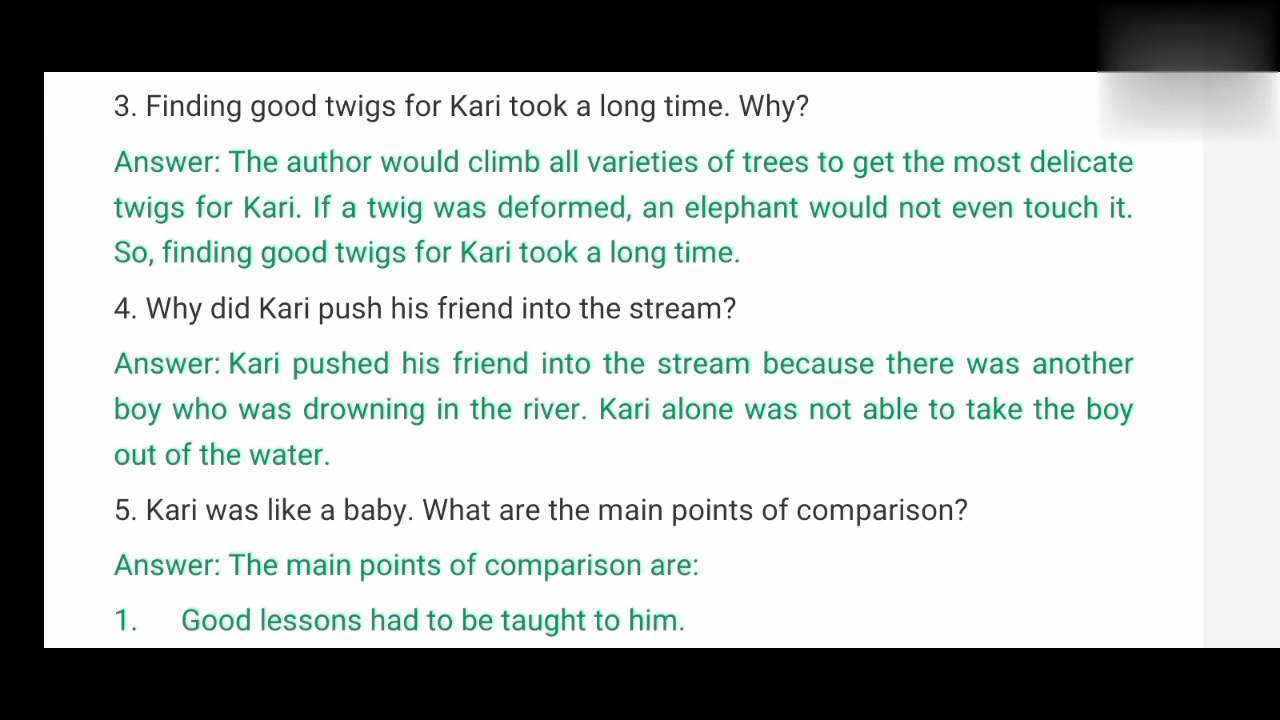 3. Finding good twigs for Kari took a long time. Why?
Answer: The author would climb all varieties of trees to get the most delicate
twigs for Kari. If a twig was deformed, an elephant would not even touch it.
So, finding good twigs for Kari took a long time.
4. Why did Kari push his friend into the stream?
Answer: Kari pushed his friend into the stream because there was another
boy who was drowning in the river. Kari alone was not able to take the boy
out of the water.
5. Kari was like a baby. What are the main points of comparison?
Answer: The main points of comparison are:
1. Good lessons had to be taught to him.